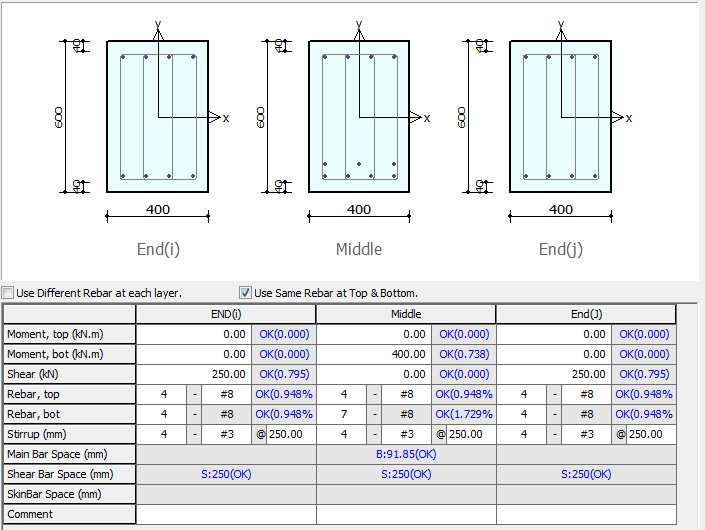 y y y
40 40 40
600 x 600 x 600 x
40 40 40
400 400 400
End(i) Middle End(j)
Use Different Rebar at each layer. Use Same Rebar at Top & Bottom.
END(i) Middle End(J)
Moment, top (kN.m) 0.00 OK(0.000) 0.00 OK(0.000) 0.00 OK(0.000)
Moment, bot (kN.m) 0.00 OK(0.000) 400.00 OK(0.738) 0.00 OK(0.000)
Shear (kN) 250.00 OK(0.795) 0.00 OK(0.000) 250.00 OK(0.795)
Rebar, top 4 - #8 OK(0.948% 4 - #8 OK(0.948% 4 - #8 OK(0.948%
Rebar, bot 4 - #8 OK(0.948% 7 - #8 OK(1.729% 4 - #8 OK(0.948%
Stirrup (mm) 4 - #3 @ 250.00 4 - #3 @ 250.00 4 - #3 @ 250.00
Main Bar Space (mm) B:91.85(OK)
Shear Bar Space (mm) S:250(OK) S:250(OK) S:250(OK)
SkinBar Space (mm)
Comment